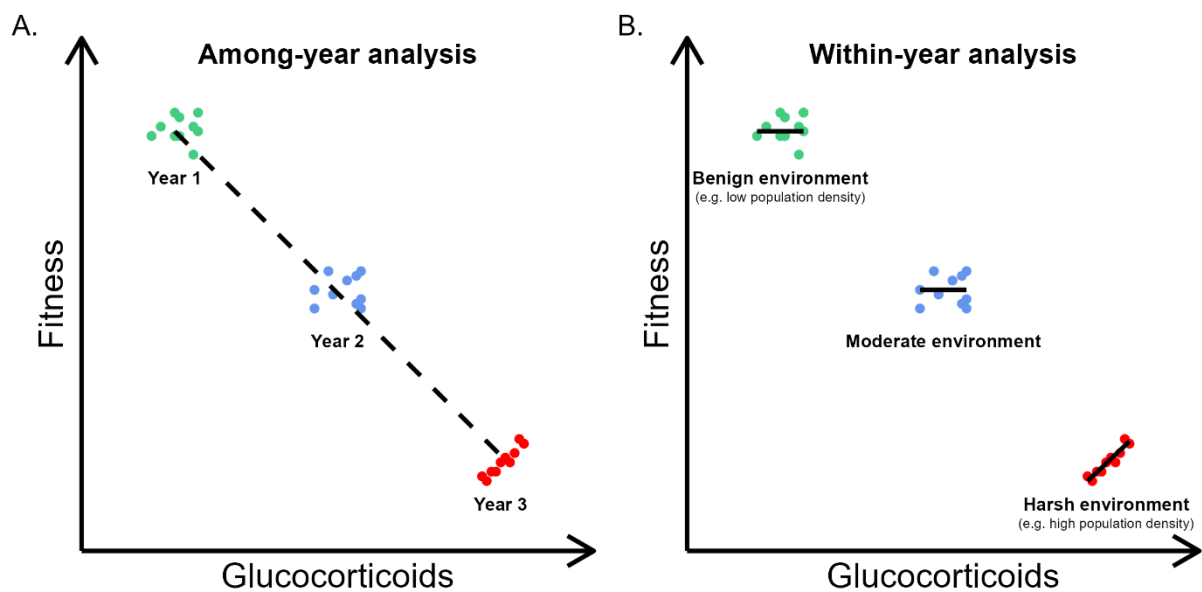 A.
Among-year analysis
Fitness
Year 1
Year 2
Year 3
Glucocorticoids
B.
Within-year analysis
Fitness
Benign environment
(e.g. low population density)
Moderate environment
Harsh environment
(e.g. high population density)
Glucocorticoids